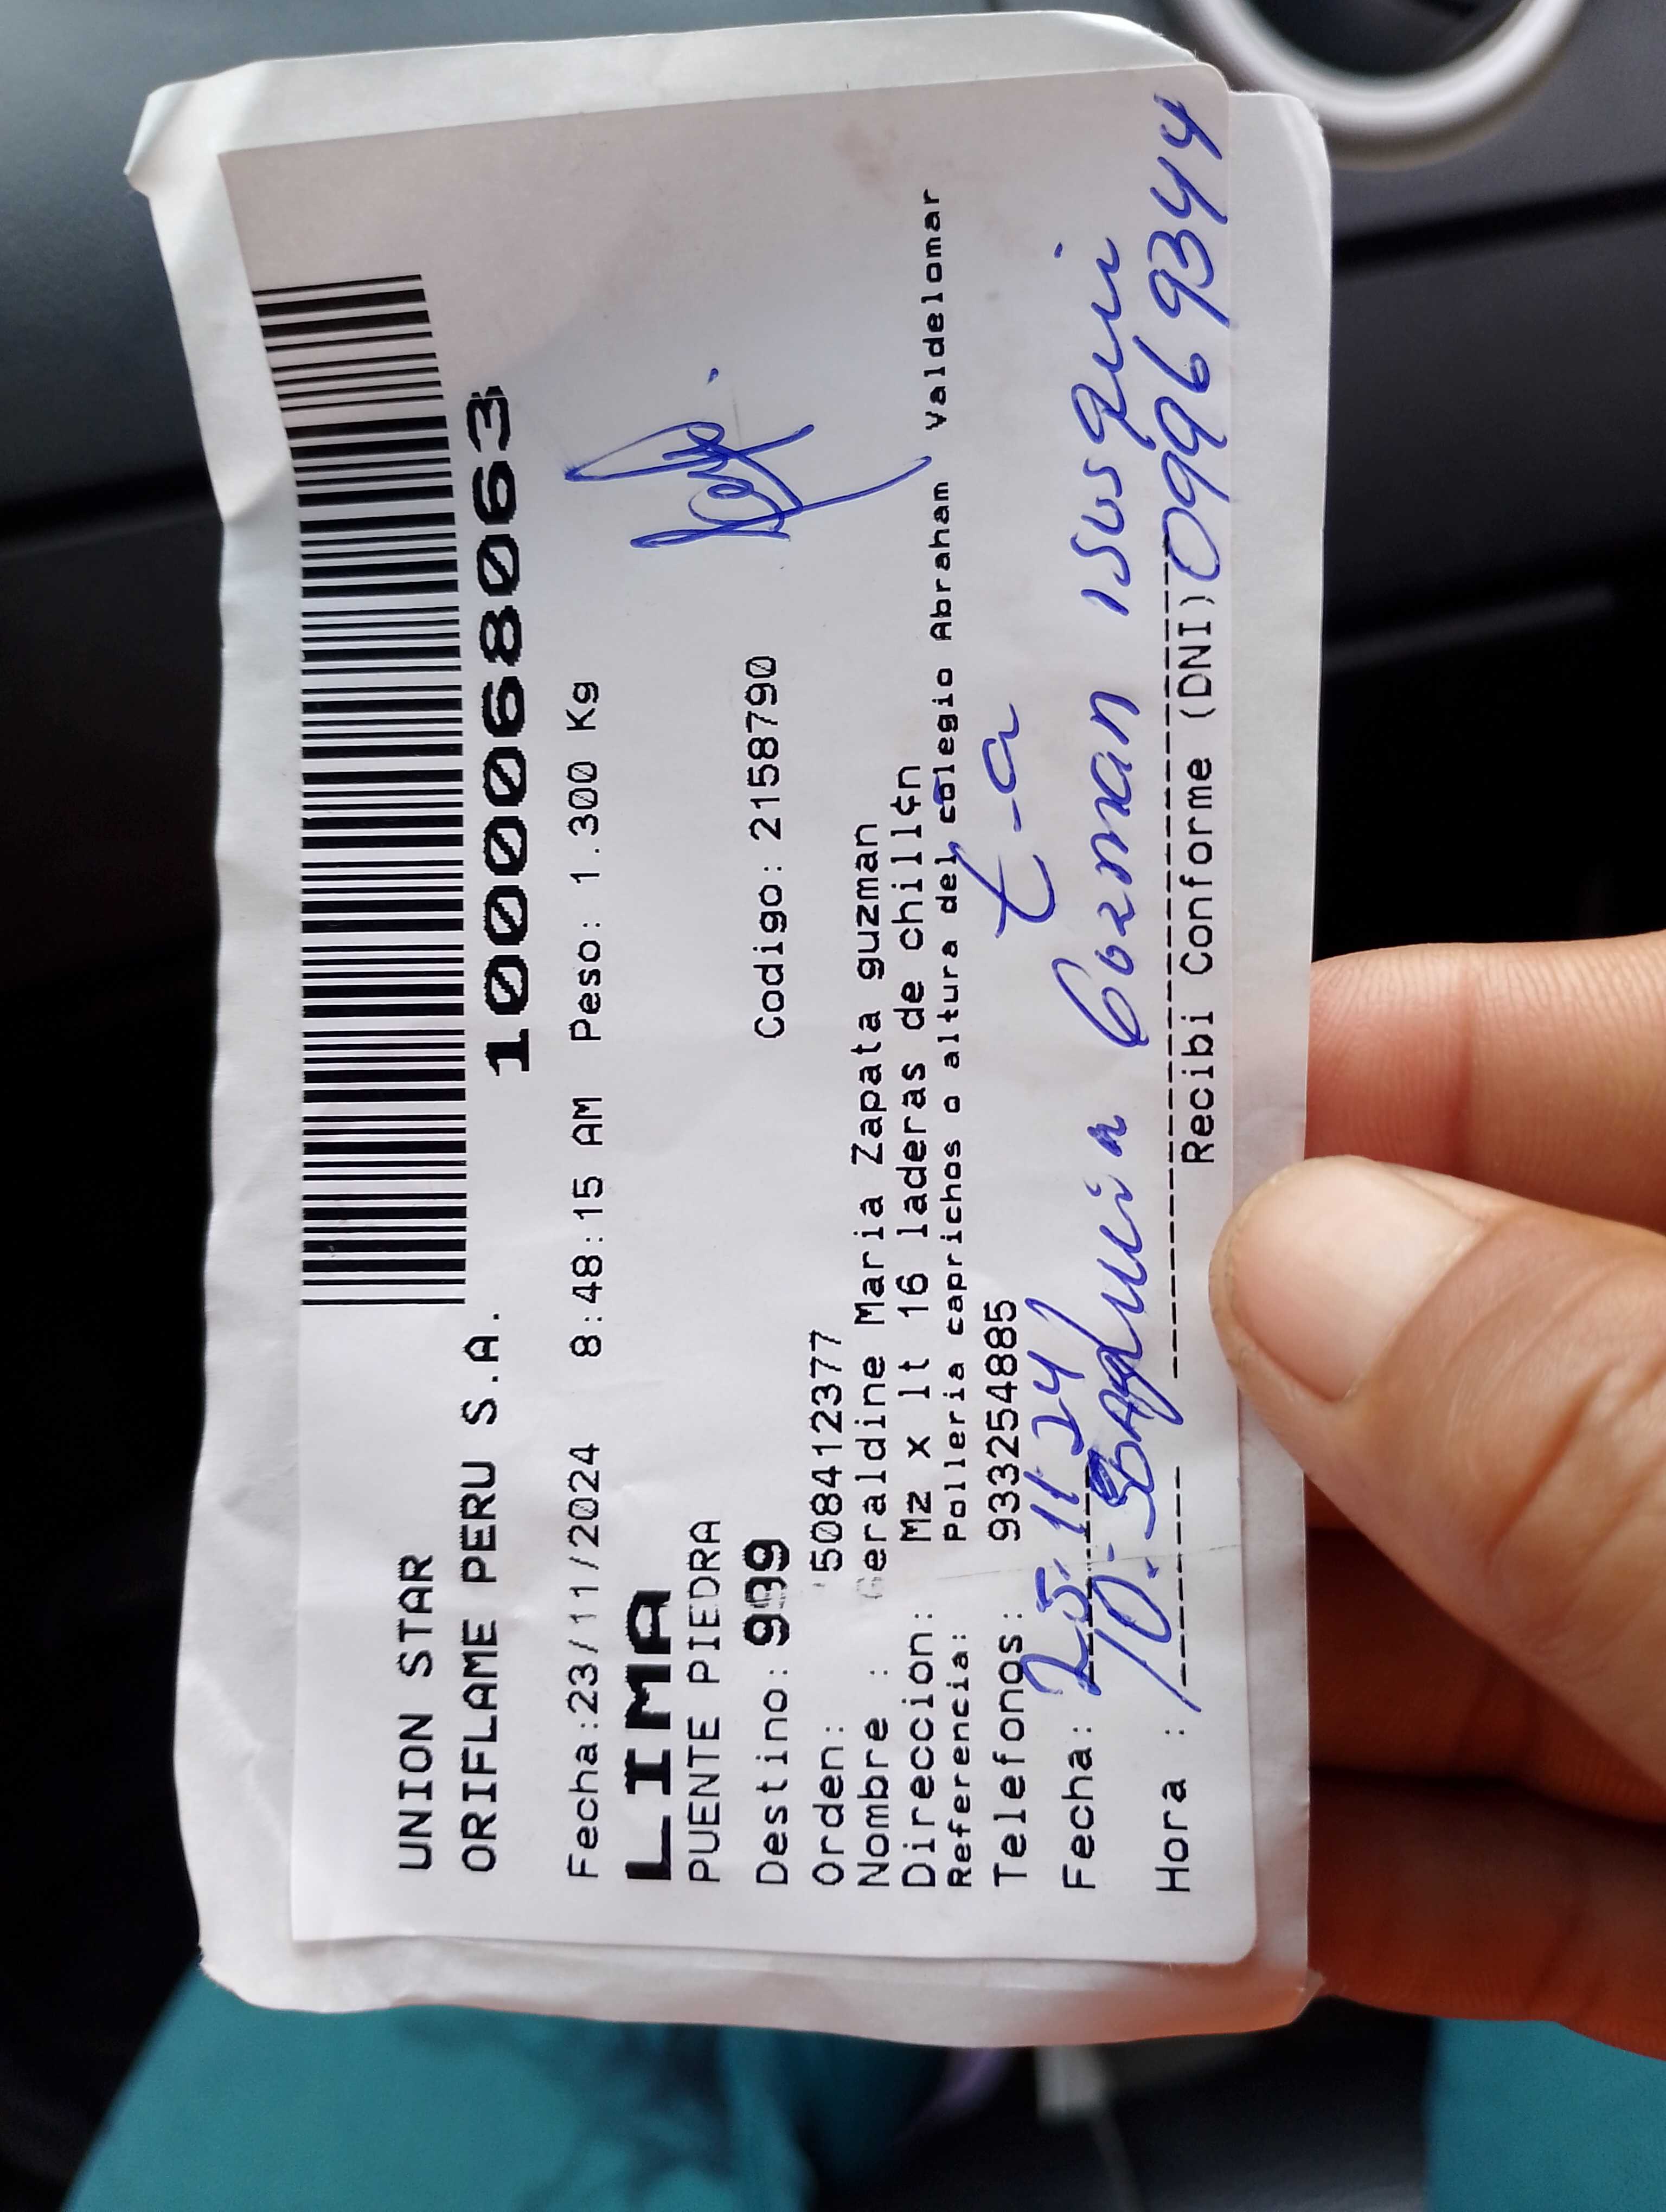 UNION STAR
ORIFLAME PERU S.A.
1000068063
Fecha:23/11/2024 8:48:15 AM Peso: 1.300 Kg
LIMA
PUENTE PIEDRA
Destino: 999 Codigo: 2158790
Orden: 508412377
Nombre : Geraldine Maria Zapata guzman
Direccion: Mz x lt 16 laderas de chill¢n
Referencia: Polleria caprichos o altura del colegio Abraham Valdelomar
Telefonos: 933254885
t-a
Fecha: 25.11.24
Guzman isusqui
Hora : 10.-
Recibi Conforme (DNI) 09969344